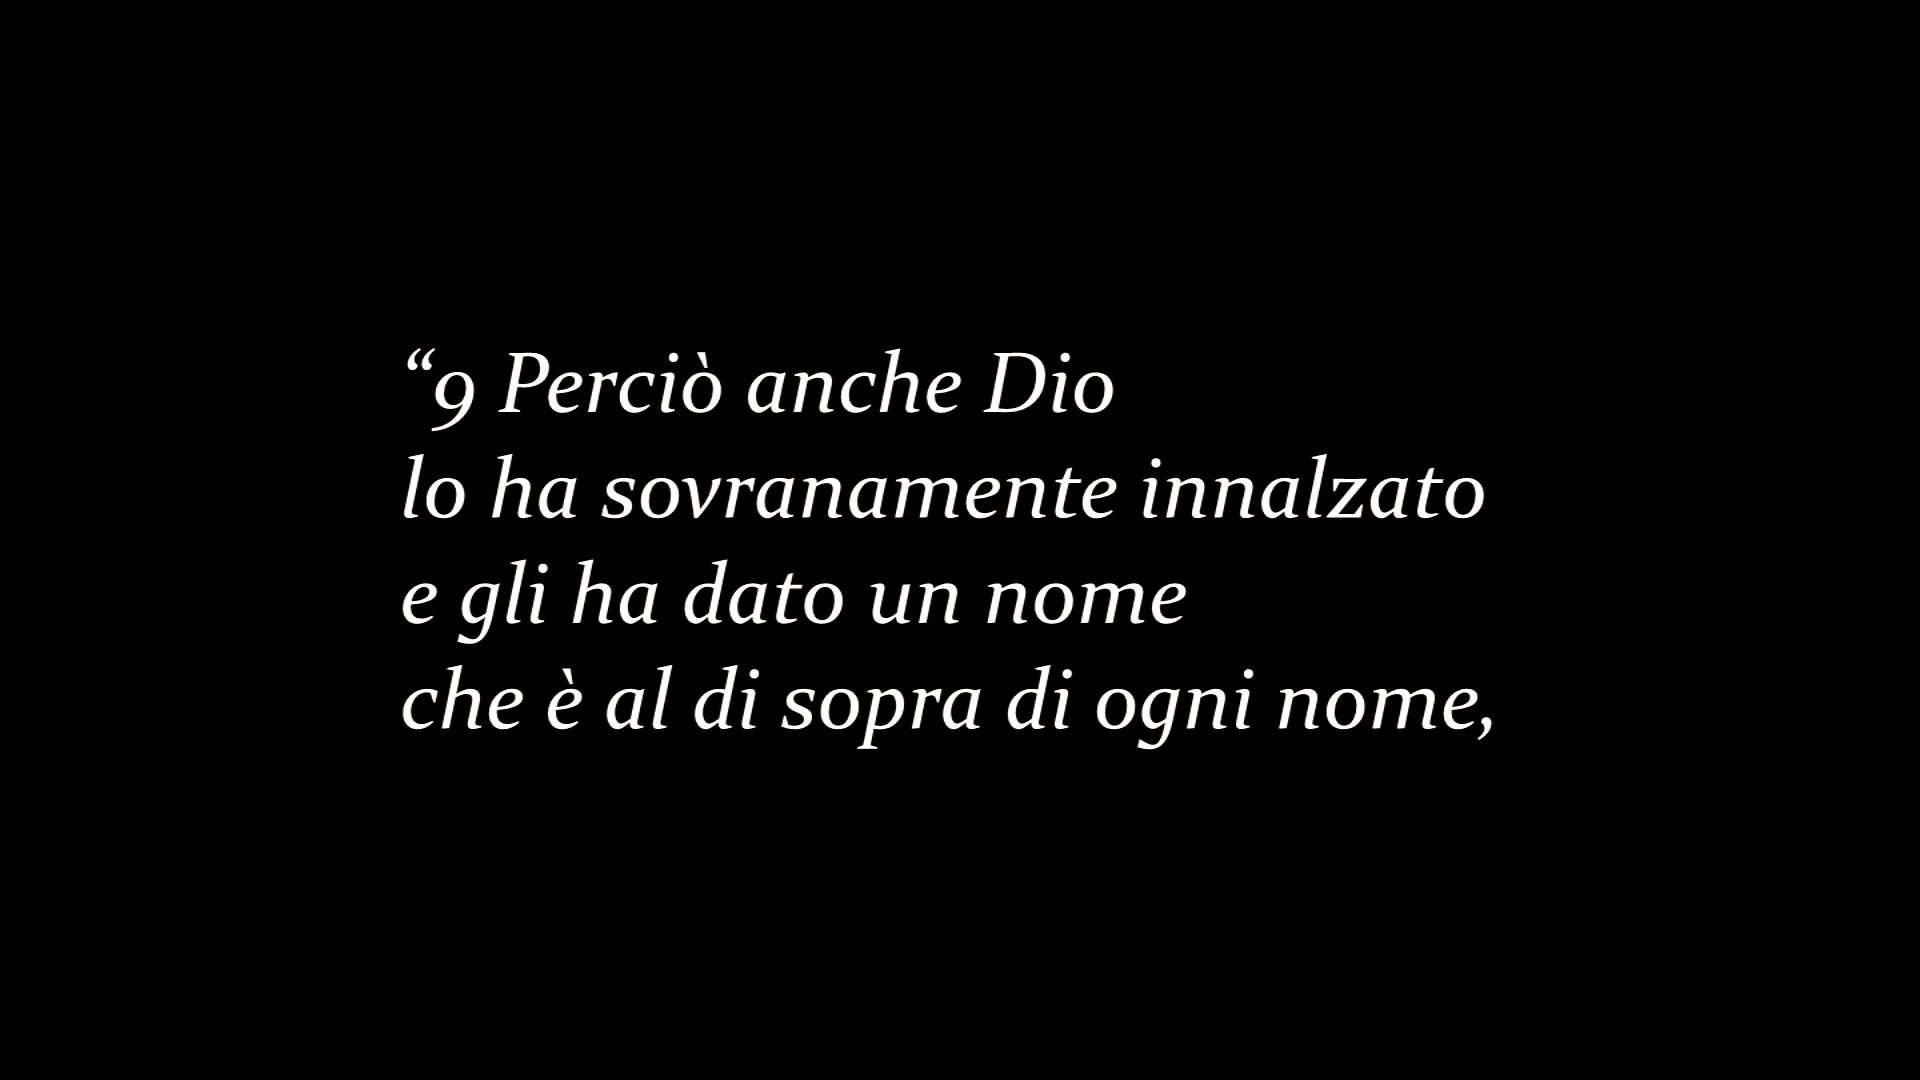 “9 Perciò anche Dio
lo ha sovranamente innalzato
e gli ha dato un nome
che è al di sopra di ogni nome,